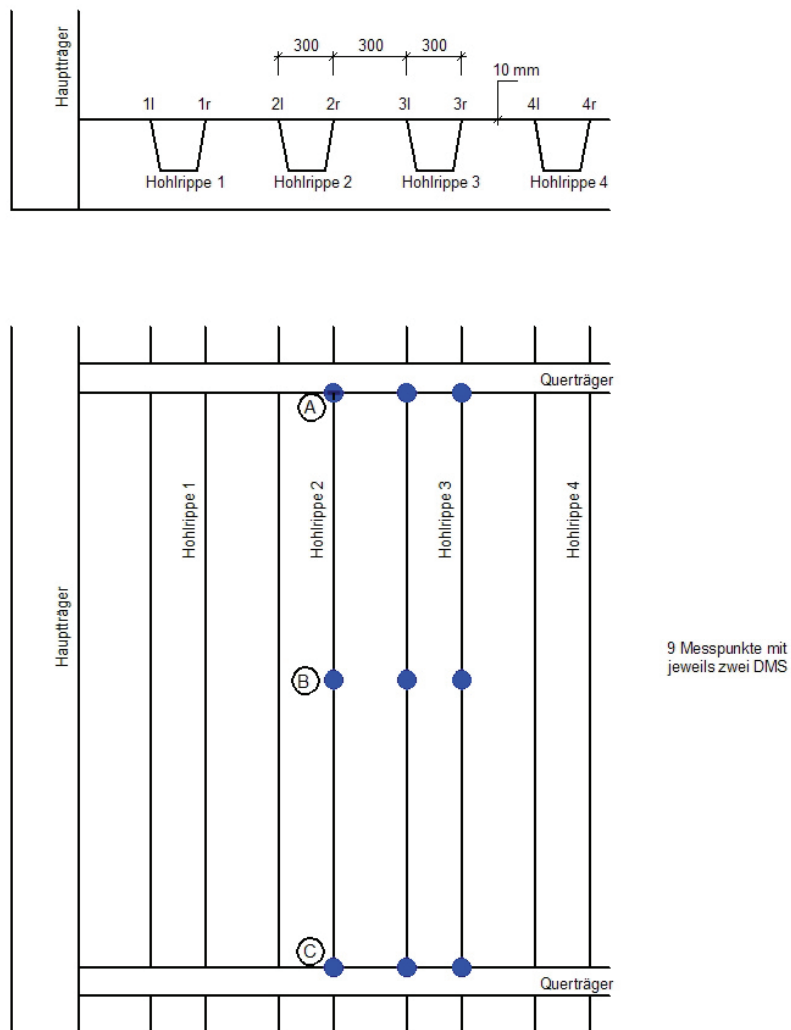 Hauptträger
300 300 300
10 mm
1l 1r 2l 2r 3l 3r 4l 4r
Hohlrippe 1 Hohlrippe 2 Hohlrippe 3 Hohlrippe 4
Querträger
A
Hohlrippe 1
Hohlrippe 2
Hohlrippe 3
Hohlrippe 4
Hauptträger
9 Messpunkte mit
jeweils zwei DMS
B
C
Querträger